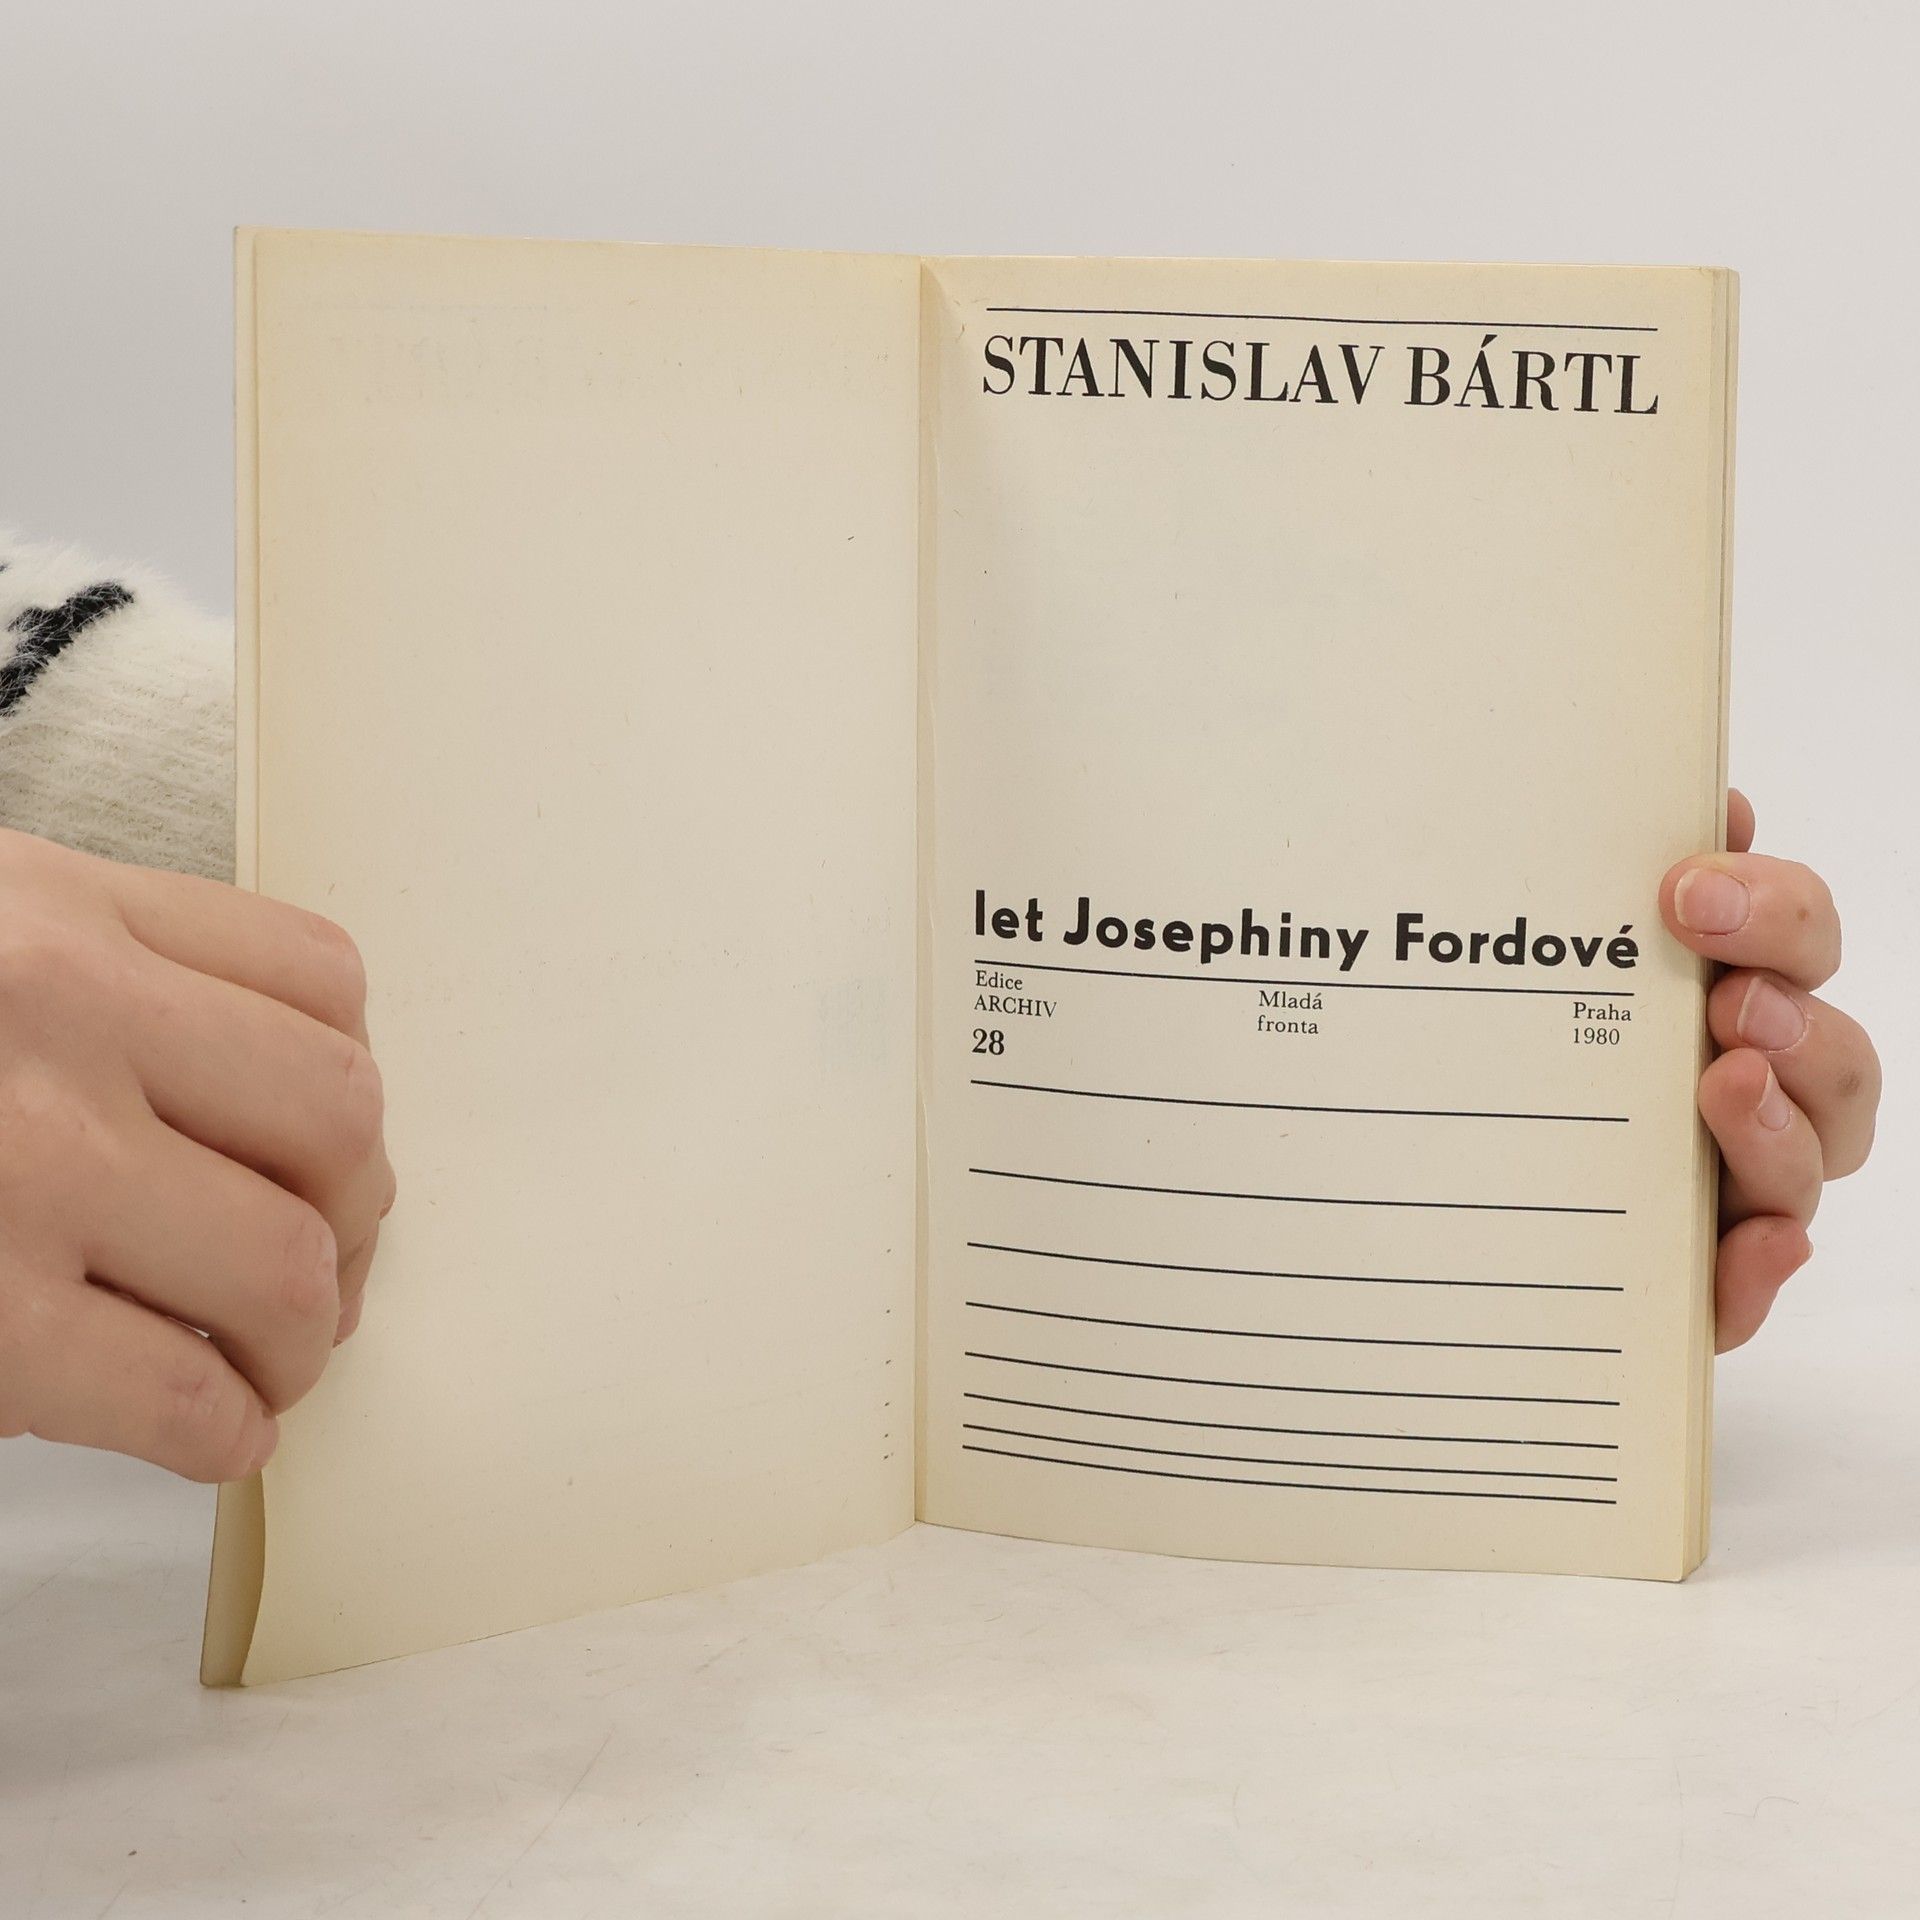 STANISLAV BÁRTL
let Josephiny Fordové
Edice
ARCHIV
28
Mladá
fronta
Praha
1980